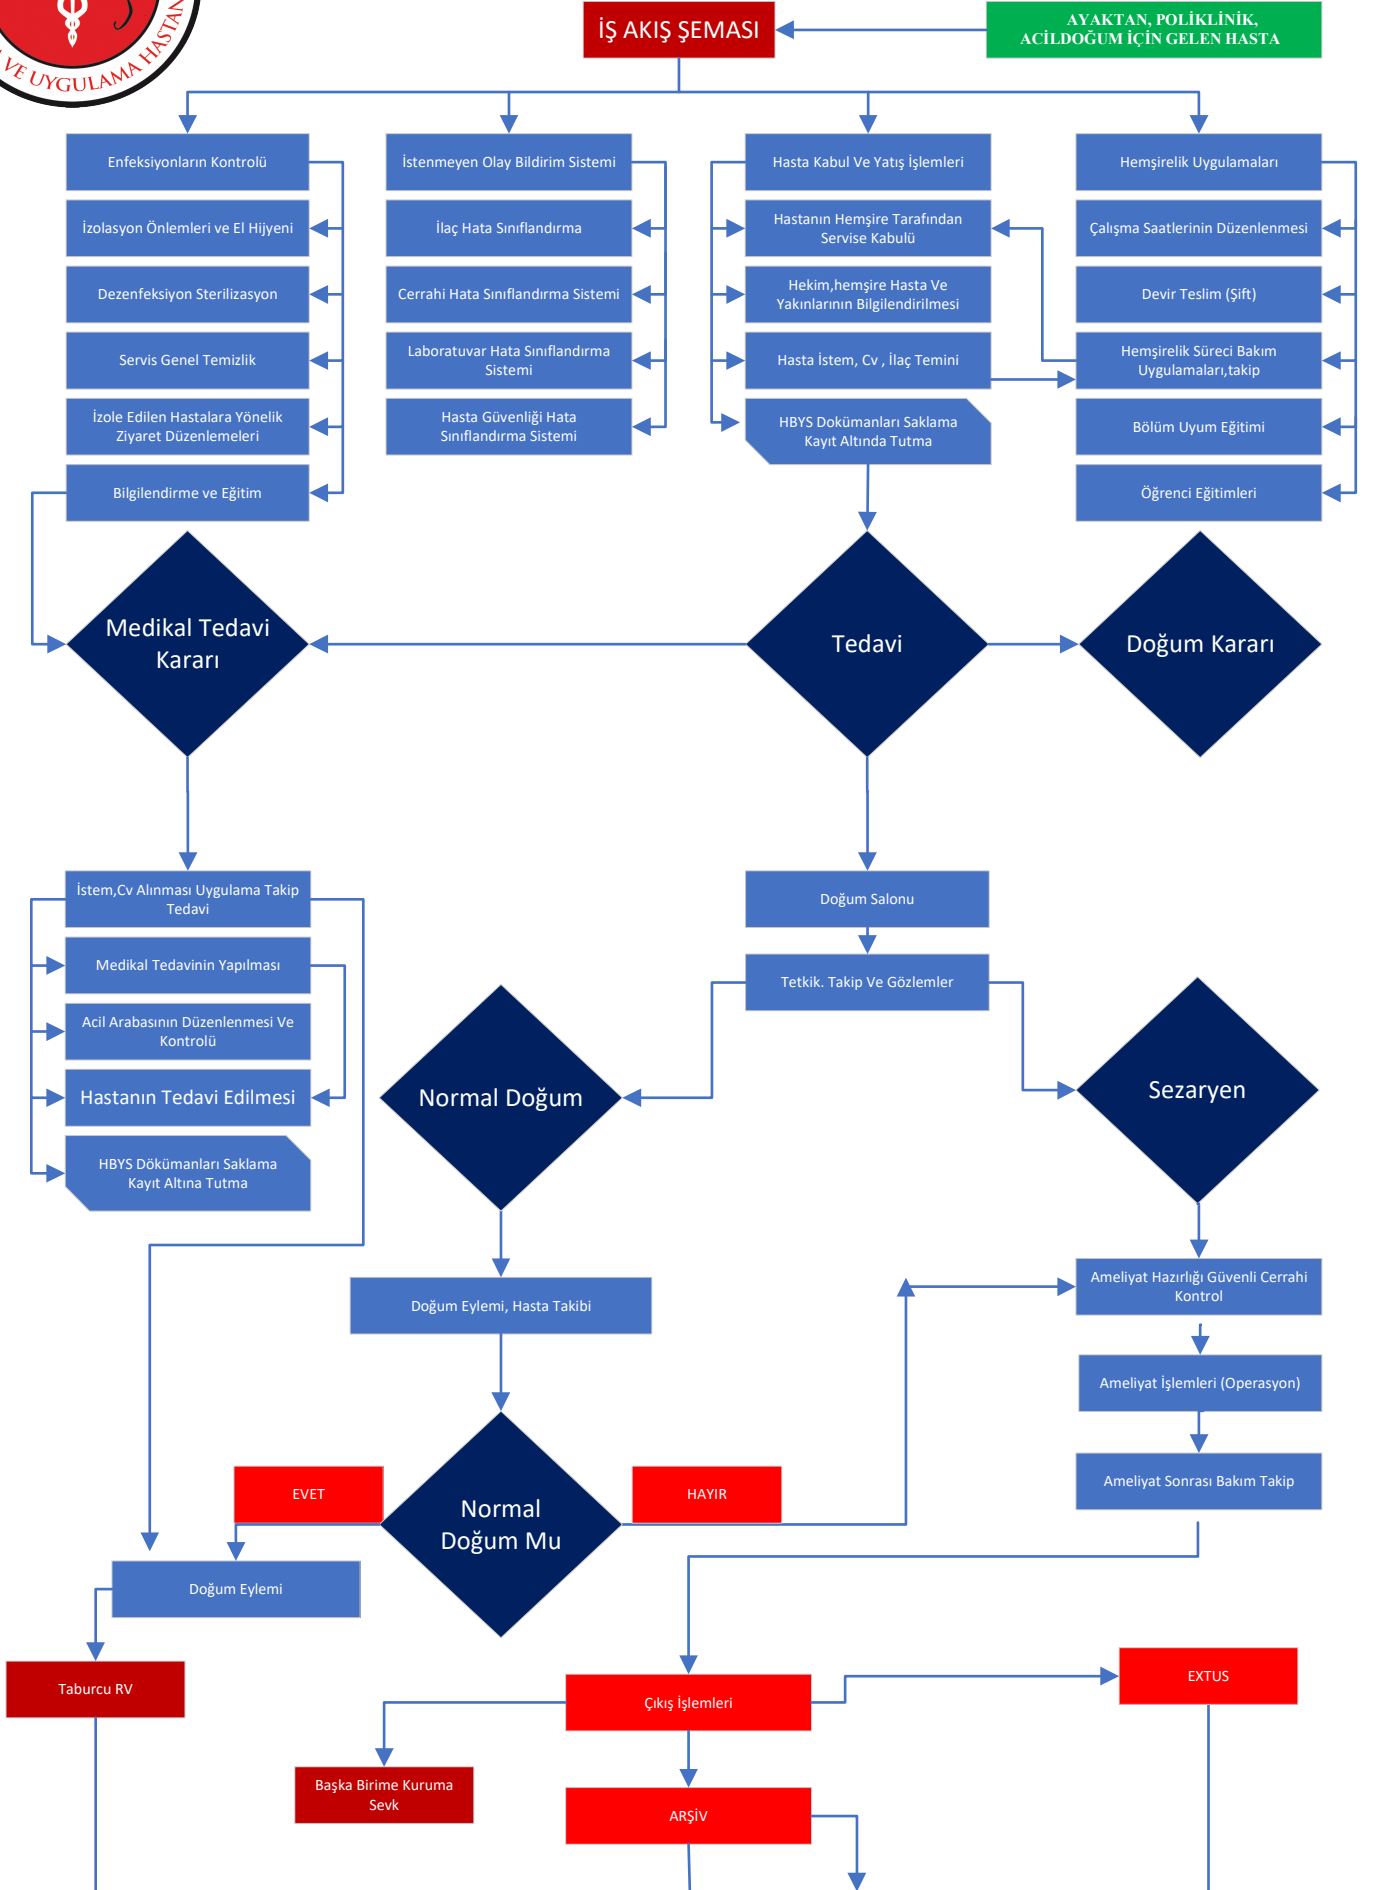 VE UYGULAMA HASTAN
İŞ AKIŞ ŞEMASI
AYAKTAN, POLİKLİNİK,
ACİLDOĞUM İÇİN GELEN HASTA
Enfeksiyonların Kontrolü
İzolasyon Önlemleri ve El Hijyeni
Dezenfeksiyon Sterilizasyon
Servis Genel Temizlik
İzole Edilen Hastalara Yönelik
Ziyaret Düzenlemeleri
Bilgilendirme ve Eğitim
İstenmeyen Olay Bildirim Sistemi
İlaç Hata Sınıflandırma
Cerrahi Hata Sınıflandırma Sistemi
Laboratuvar Hata Sınıflandırma
Sistemi
Hasta Güvenliği Hata
Sınıflandırma Sistemi
Hasta Kabul Ve Yatış İşlemleri
Hastanın Hemşire Tarafından
Servise Kabulü
Hekim,hemşire Hasta Ve
Yakınlarının Bilgilendirilmesi
Hasta İstem, Cv , İlaç Temini
HBYS Dokümanları Saklama
Kayıt Altında Tutma
Hemşirelik Uygulamaları
Çalışma Saatlerinin Düzenlenmesi
Devir Teslim (Şift)
Hemşirelik Süreci Bakım
Uygulamaları,takip
Bölüm Uyum Eğitimi
Öğrenci Eğitimleri
Medikal Tedavi
Kararı
Tedavi
Doğum Kararı
İstem,Cv Alınması Uygulama Takip
Tedavi
Medikal Tedavinin Yapılması
Acil Arabasının Düzenlenmesi Ve
Kontrolü
Hastanın Tedavi Edilmesi
HBYS Dökümanları Saklama
Kayıt Altına Tutma
Doğum Salonu
Tetkik. Takip Ve Gözlemler
Normal Doğum
Sezaryen
Doğum Eylemi, Hasta Takibi
Ameliyat Hazırlığı Güvenli Cerrahi
Kontrol
Ameliyat İşlemleri (Operasyon)
Ameliyat Sonrası Bakım Takip
EVET
Normal
Doğum Mu
HAYIR
Doğum Eylemi
Taburcu RV
Çıkış İşlemleri
EXTUS
Başka Birime Kuruma
Sevk
ARŞİV